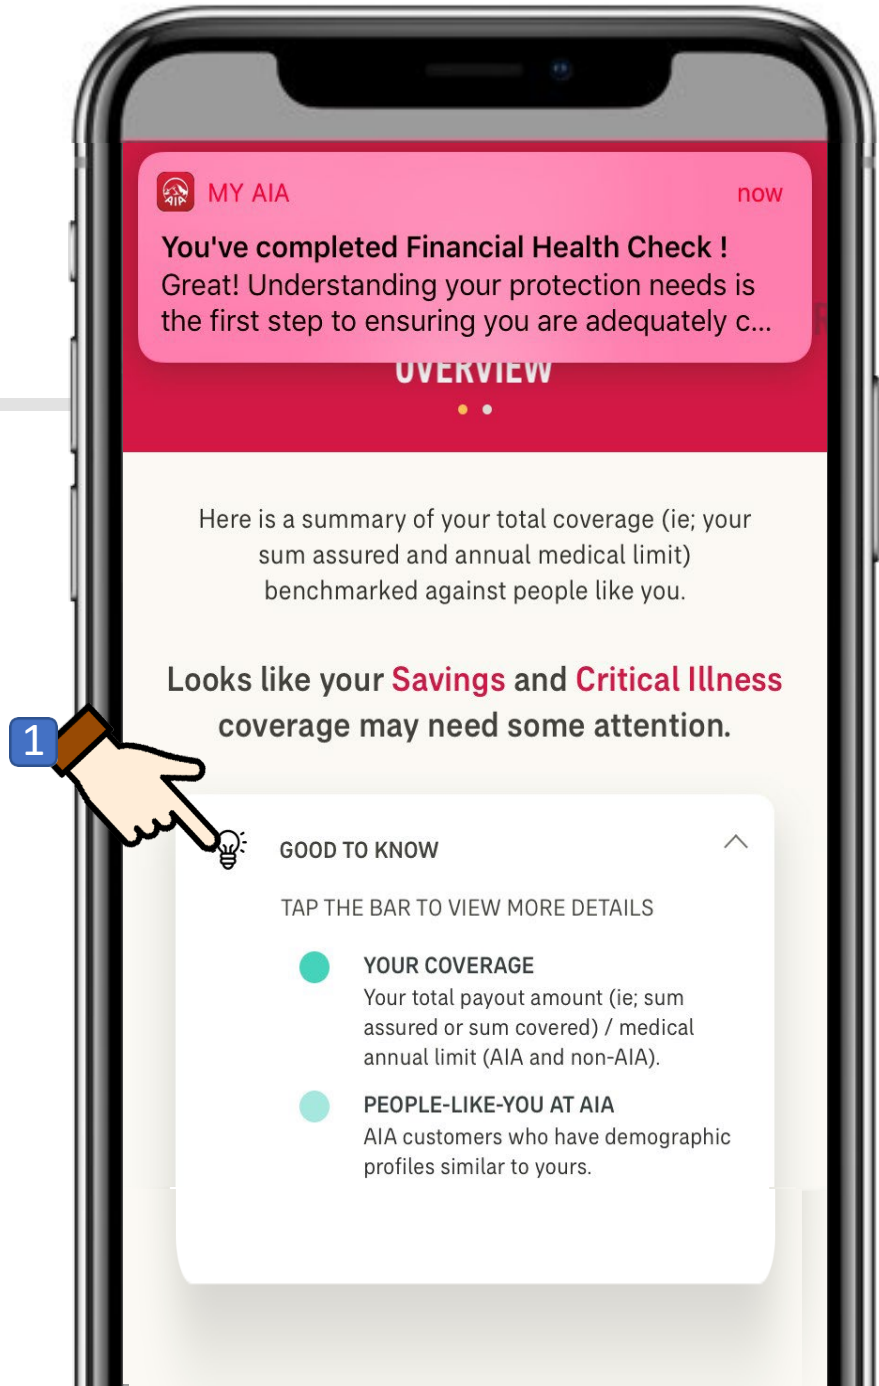 AIA
MY AIA
now
You've completed Financial Health Check !
Great! Understanding your protection needs is
the first step to ensuring you are adequately c...
OVERVIEW
Here is a summary of your total coverage (ie; your
sum assured and annual medical limit)
benchmarked against people like you.
Looks like your Savings and Critical Illness
coverage may need some attention.
1
GOOD TO KNOW
TAP THE BAR TO VIEW MORE DETAILS
YOUR COVERAGE
Your total payout amount (ie; sum
assured or sum covered) / medical
annual limit (AIA and non-AIA).
PEOPLE-LIKE-YOU AT AIA
AIA customers who have demographic
profiles similar to yours.